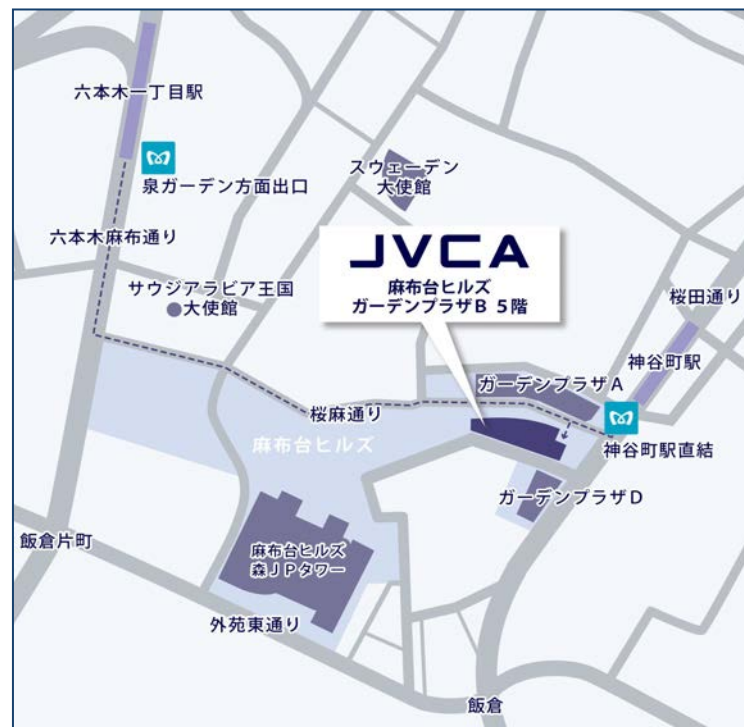 六本木一丁目駅
泉ガーデン方面出口
スウェーデン
大使館
六本木麻布通り
JVCA
麻布台ヒルズ
ガーデンプラザB 5階
サウジアラビア王国
大使館
桜田通り
神谷町駅
ガーデンプラザA
桜麻通り
麻布台ヒルズ
神谷町駅直結
ガーデンプラザD
飯倉片町
麻布台ヒルズ
森JPタワー
外苑東通り
飯倉